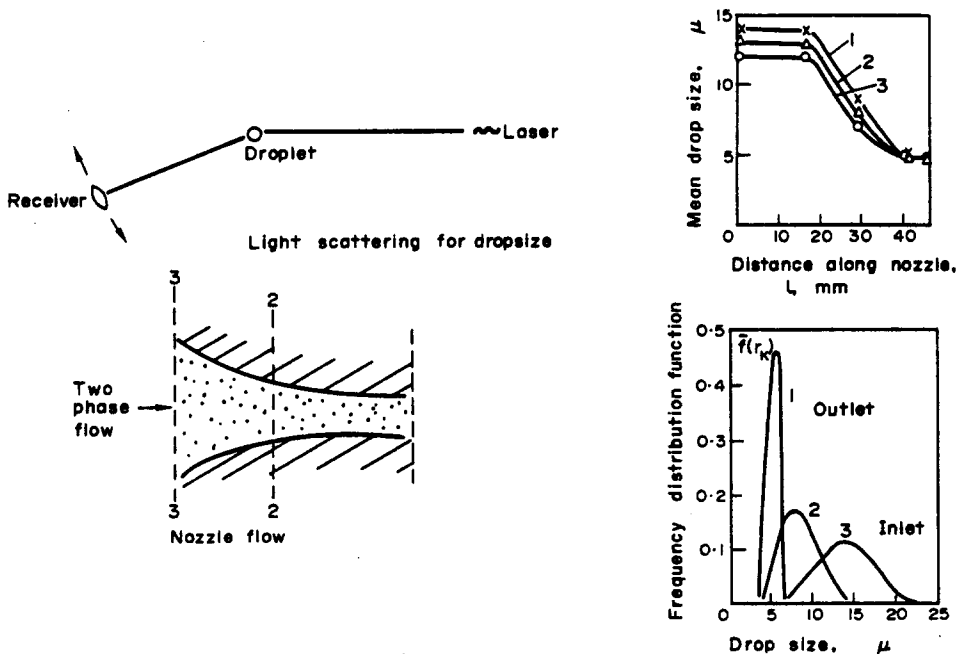 Laser
Droplet
Receiver
Light scattering for dropsize
3
2
Two
phase
flow
3
2
Nozzle flow
Mean drop size, μ
15
10
5
0
1
2
3
0 10 20 30 40
Distance along nozzle,
l, mm
Frequency distribution function
0·5
0·4
0·3
0·2
0·1
f̄(rK)
1
Outlet
2
3
Inlet
0 5 10 15 20 25
Drop size, μ